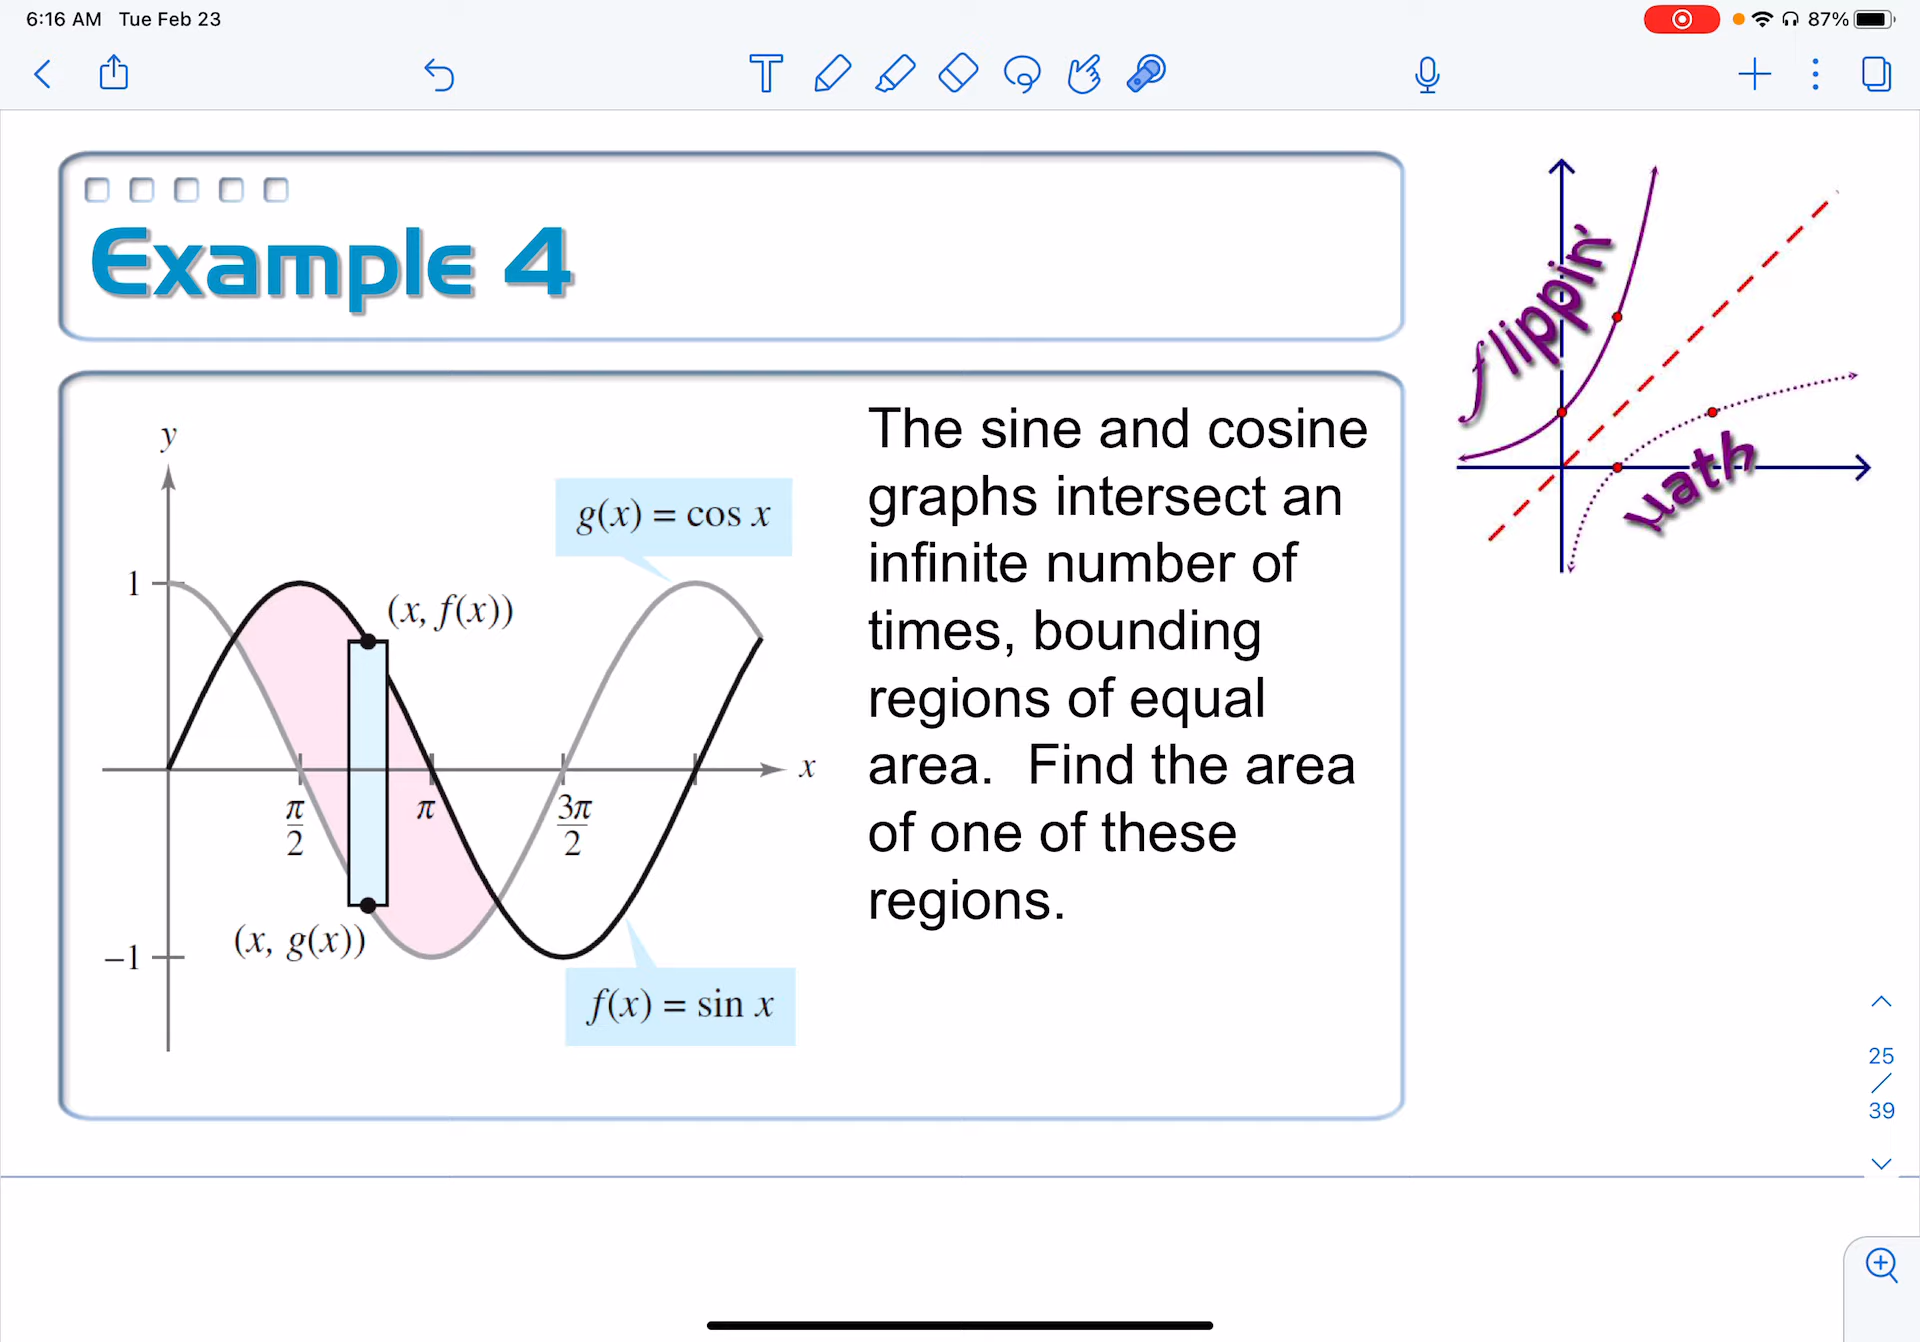 6:16 AM Tue Feb 23
87%
Example 4
flippin'
math
y
g(x) = cos x
1
(x, f(x))
x
π/2
π
3π/2
(x, g(x))
−1
f(x) = sin x
The sine and cosine
graphs intersect an
infinite number of
times, bounding
regions of equal
area. Find the area
of one of these
regions.
25
/
39